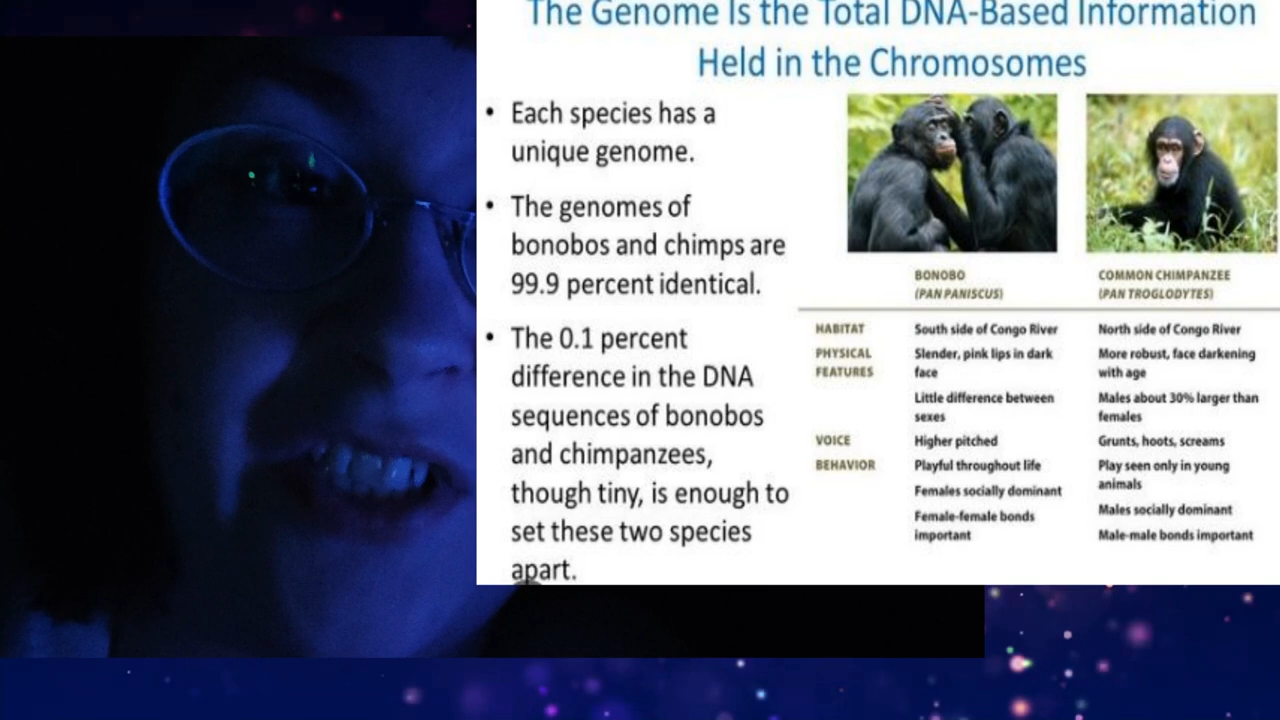 The Genome Is the Total DNA-Based Information
Held in the Chromosomes
• Each species has a
unique genome.
• The genomes of
bonobos and chimps are
99.9 percent identical.
• The 0.1 percent
difference in the DNA
sequences of bonobos
and chimpanzees,
though tiny, is enough to
set these two species
apart.
BONOBO
(PAN PANISCUS)
COMMON CHIMPANZEE
(PAN TROGLODYTES)
HABITAT
South side of Congo River
North side of Congo River
PHYSICAL
FEATURES
Slender, pink lips in dark
face
More robust, face darkening
with age
Little difference between
sexes
Males about 30% larger than
females
VOICE
Higher pitched
Grunts, hoots, screams
BEHAVIOR
Playful throughout life
Play seen only in young
animals
Females socially dominant
Males socially dominant
Female-female bonds
important
Male-male bonds important